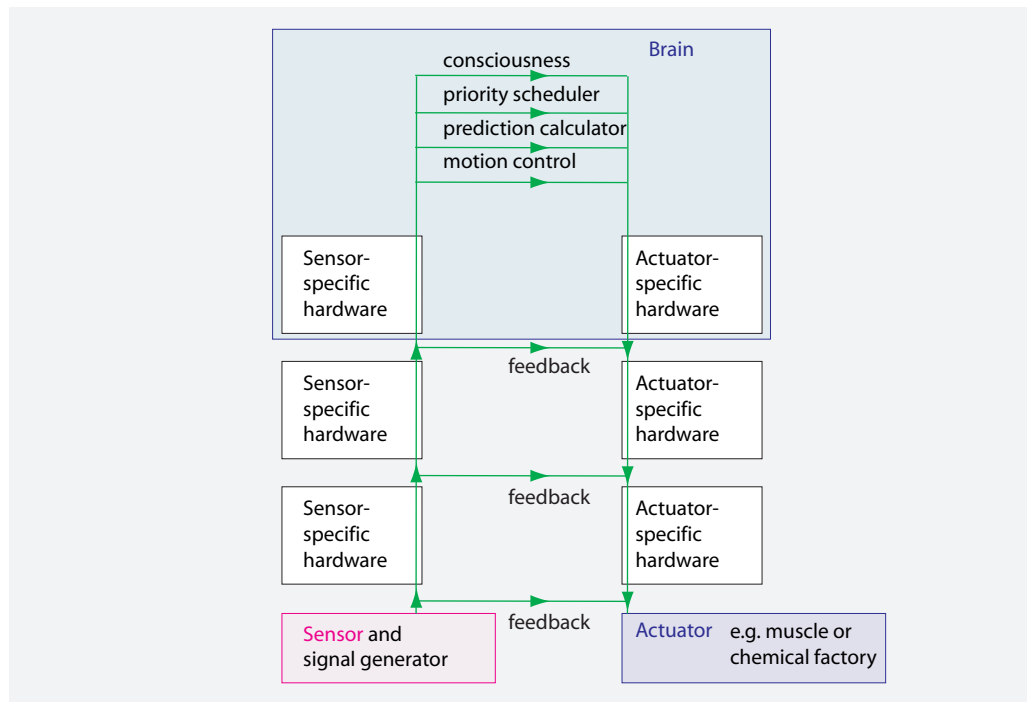 Brain
consciousness
priority scheduler
prediction calculator
motion control
Sensor-
specific
hardware
Actuator-
specific
hardware
feedback
Sensor-
specific
hardware
Actuator-
specific
hardware
feedback
Sensor-
specific
hardware
Actuator-
specific
hardware
feedback
Sensor and
signal generator
Actuator e.g. muscle or
chemical factory